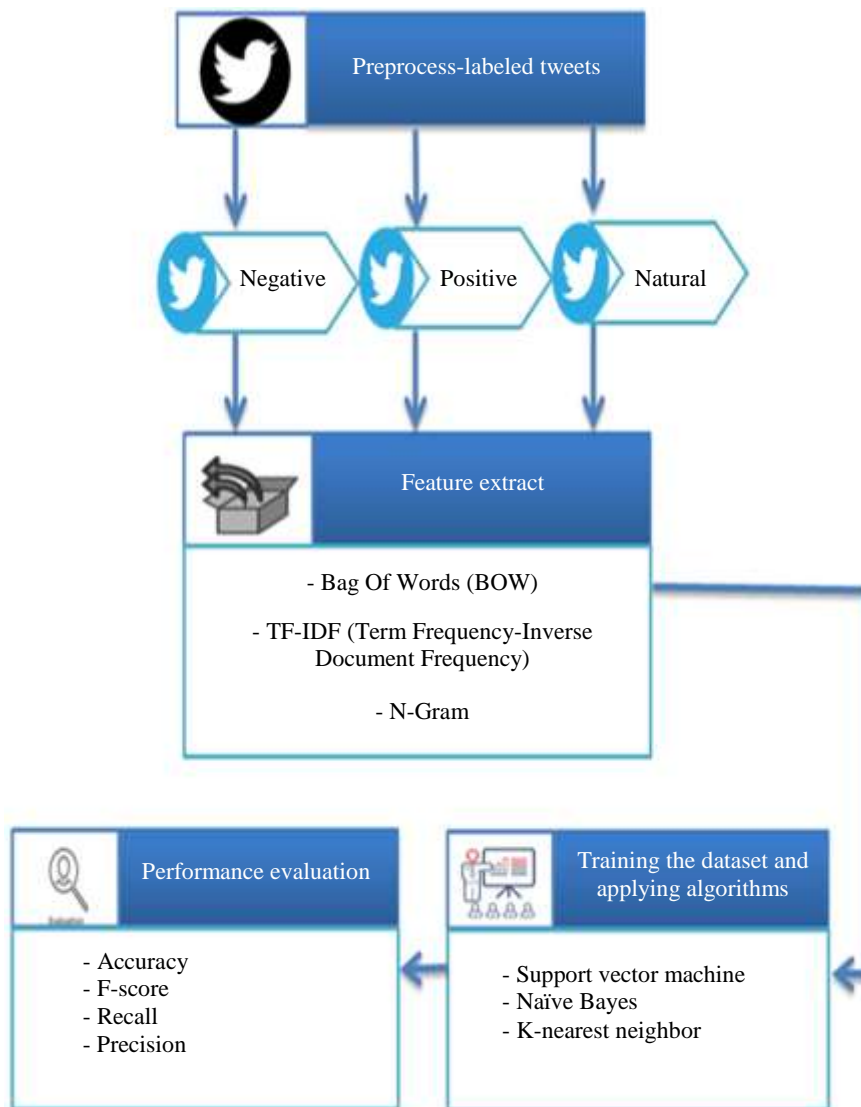 Preprocess-labeled tweets
Negative
Positive
Natural
Feature extract
- Bag Of Words (BOW)
- TF-IDF (Term Frequency-Inverse
Document Frequency)
- N-Gram
Training the dataset and
applying algorithms
- Support vector machine
- Naïve Bayes
- K-nearest neighbor
Performance evaluation
- Accuracy
- F-score
- Recall
- Precision